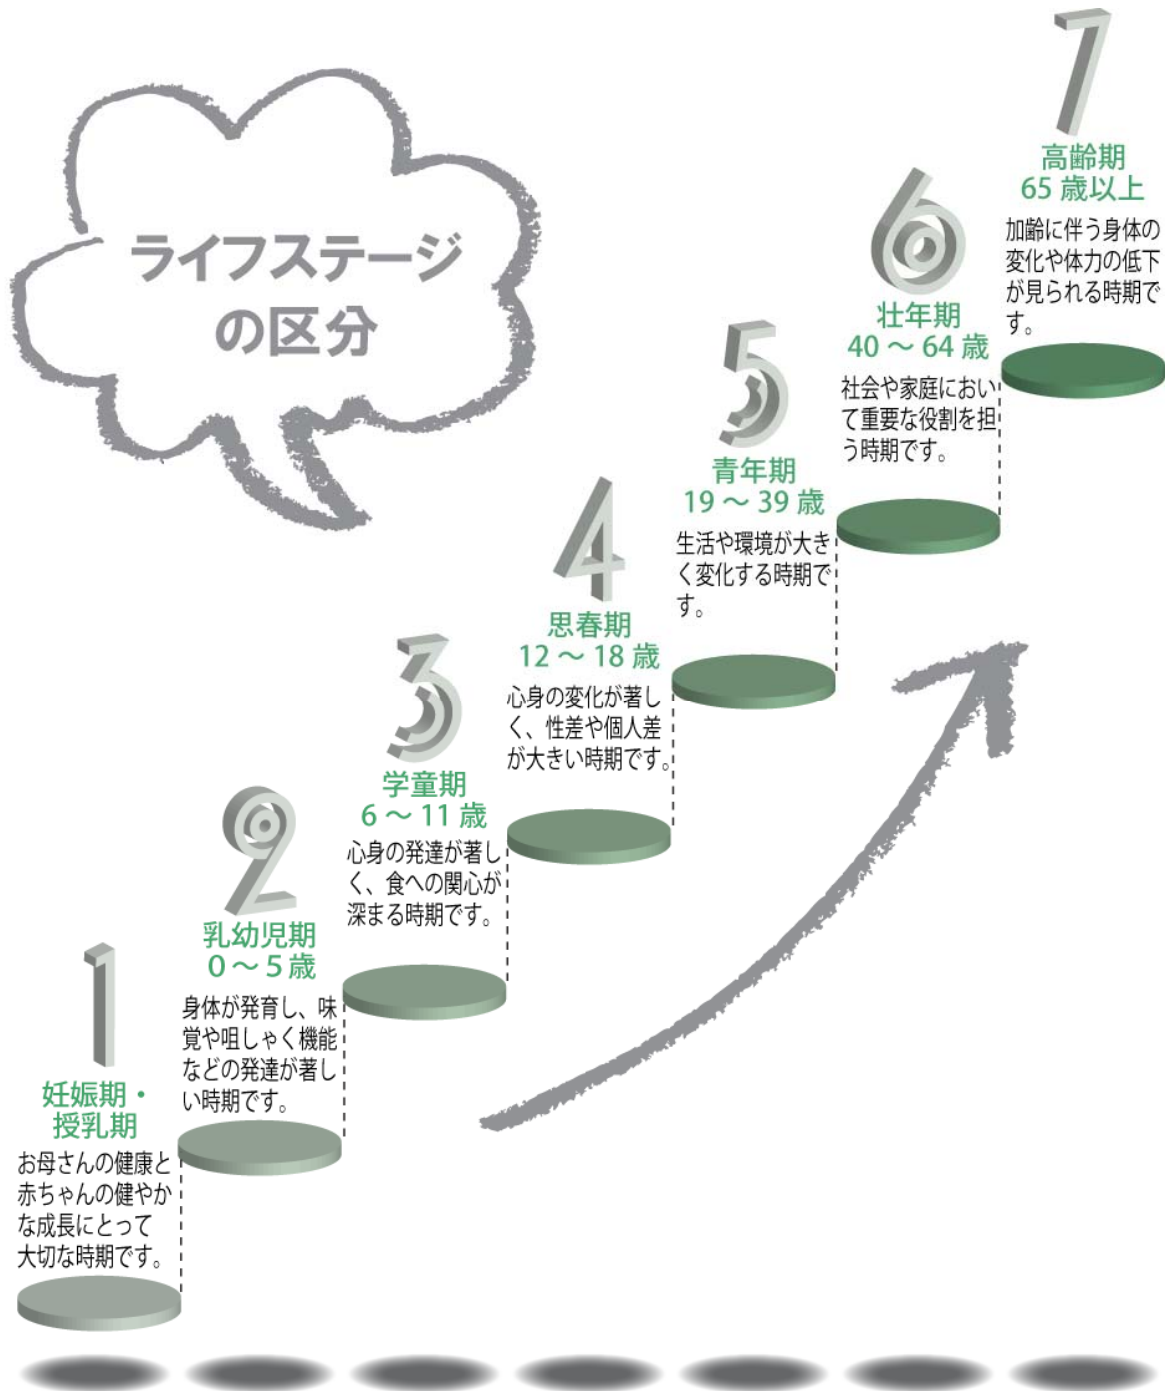 ライフステージ
の区分
1
妊娠期・
授乳期
お母さんの健康と
赤ちゃんの健やか
な成長にとって
大切な時期です。
2
乳幼児期
0～5歳
身体が発育し、味
覚や咀しゃく機能
などの発達が著し
い時期です。
3
学童期
6～11歳
心身の発達が著し
く、食への関心が
深まる時期です。
4
思春期
12～18歳
心身の変化が著し
く、性差や個人差
が大きい時期です。
5
青年期
19～39歳
生活や環境が大き
く変化する時期で
す。
6
壮年期
40～64歳
社会や家庭におい
て重要な役割を担
う時期です。
7
高齢期
65歳以上
加齢に伴う身体の
変化や体力の低下
が見られる時期で
す。